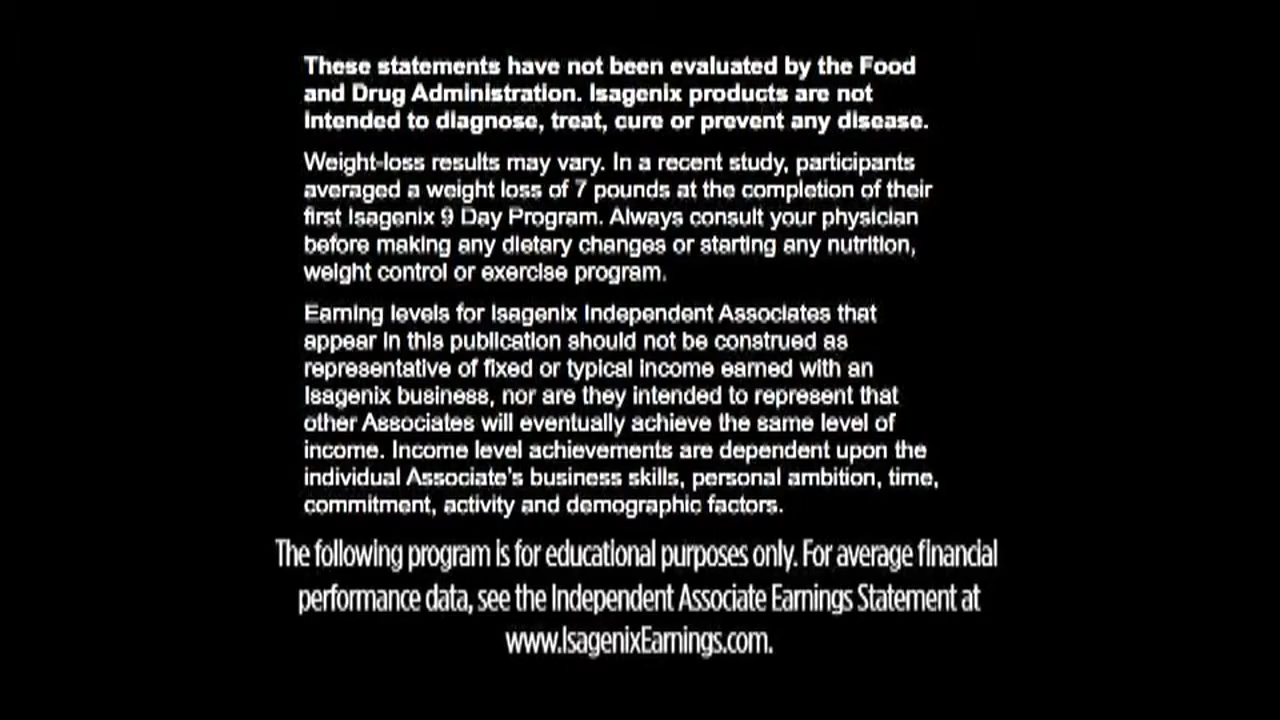 These statements have not been evaluated by the Food
and Drug Administration. Isagenix products are not
intended to diagnose, treat, cure or prevent any disease.
Weight-loss results may vary. In a recent study, participants
averaged a weight loss of 7 pounds at the completion of their
first Isagenix 9 Day Program. Always consult your physician
before making any dietary changes or starting any nutrition,
weight control or exercise program.
Earning levels for Isagenix Independent Associates that
appear in this publication should not be construed as
representative of fixed or typical income earned with an
Isagenix business, nor are they intended to represent that
other Associates will eventually achieve the same level of
income. Income level achievements are dependent upon the
individual Associate's business skills, personal ambition, time,
commitment, activity and demographic factors.
The following program is for educational purposes only. For average financial
performance data, see the Independent Associate Earnings Statement at
www.IsagenixEarnings.com.